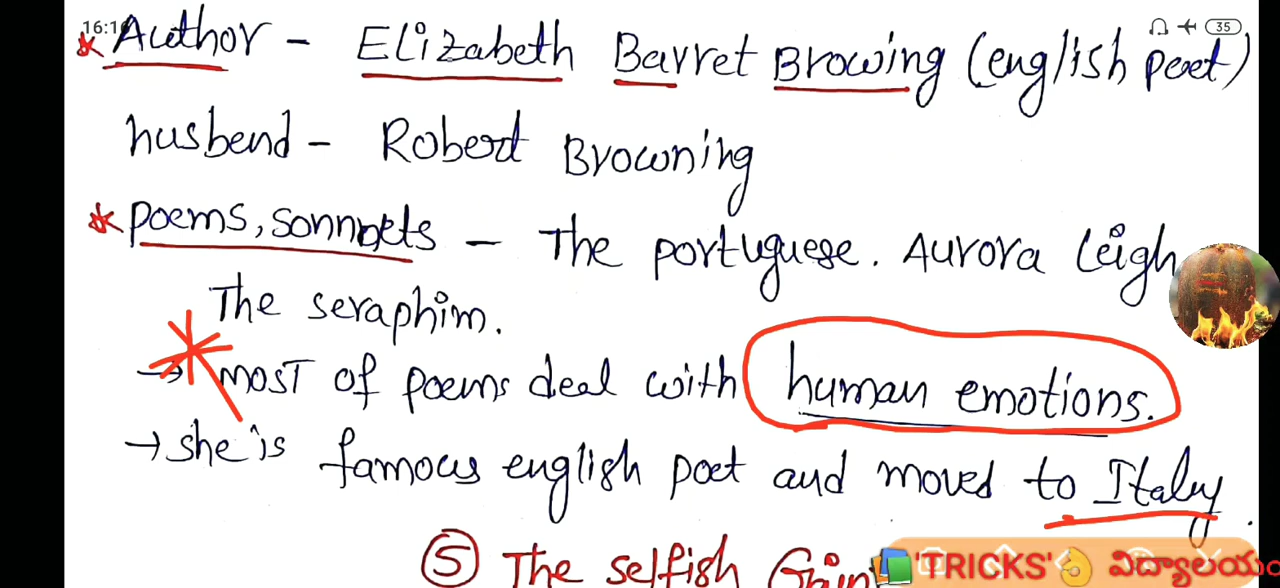 16:1
35
* Author - Elizabeth Barret Browing (english poet)
husbend - Robert Browning
* Poems, sonnets - The portuguese. Aurora Leigh
The seraphim.
→ Most of poems deal with human emotions.
→ she is famous english poet and moved to Italy.
⑤ The selfish
'TRICKS'👌 విద్యాలయం